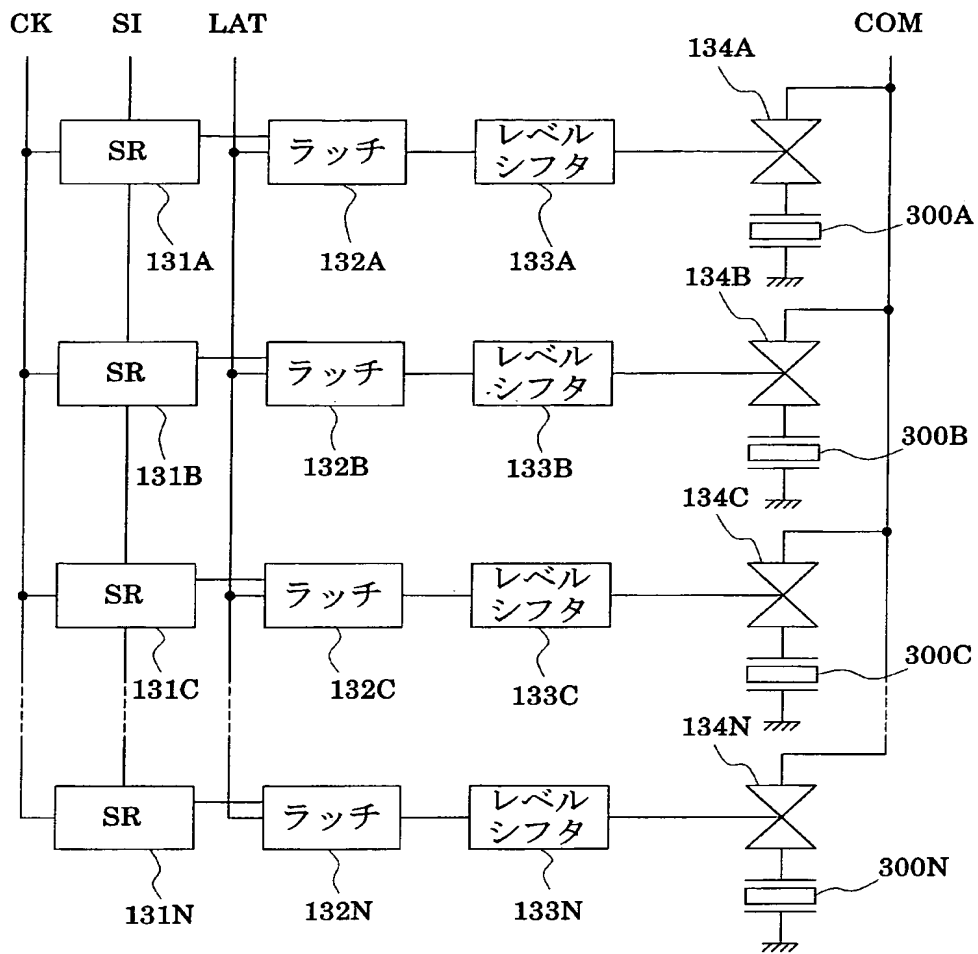 CK SI LAT COM
134A
SR ラッチ レベル
シフタ
300A
131A 132A 133A
134B
SR ラッチ レベル
シフタ
300B
131B 132B 133B
134C
SR ラッチ レベル
シフタ
300C
131C 132C 133C
134N
SR ラッチ レベル
シフタ
300N
131N 132N 133N